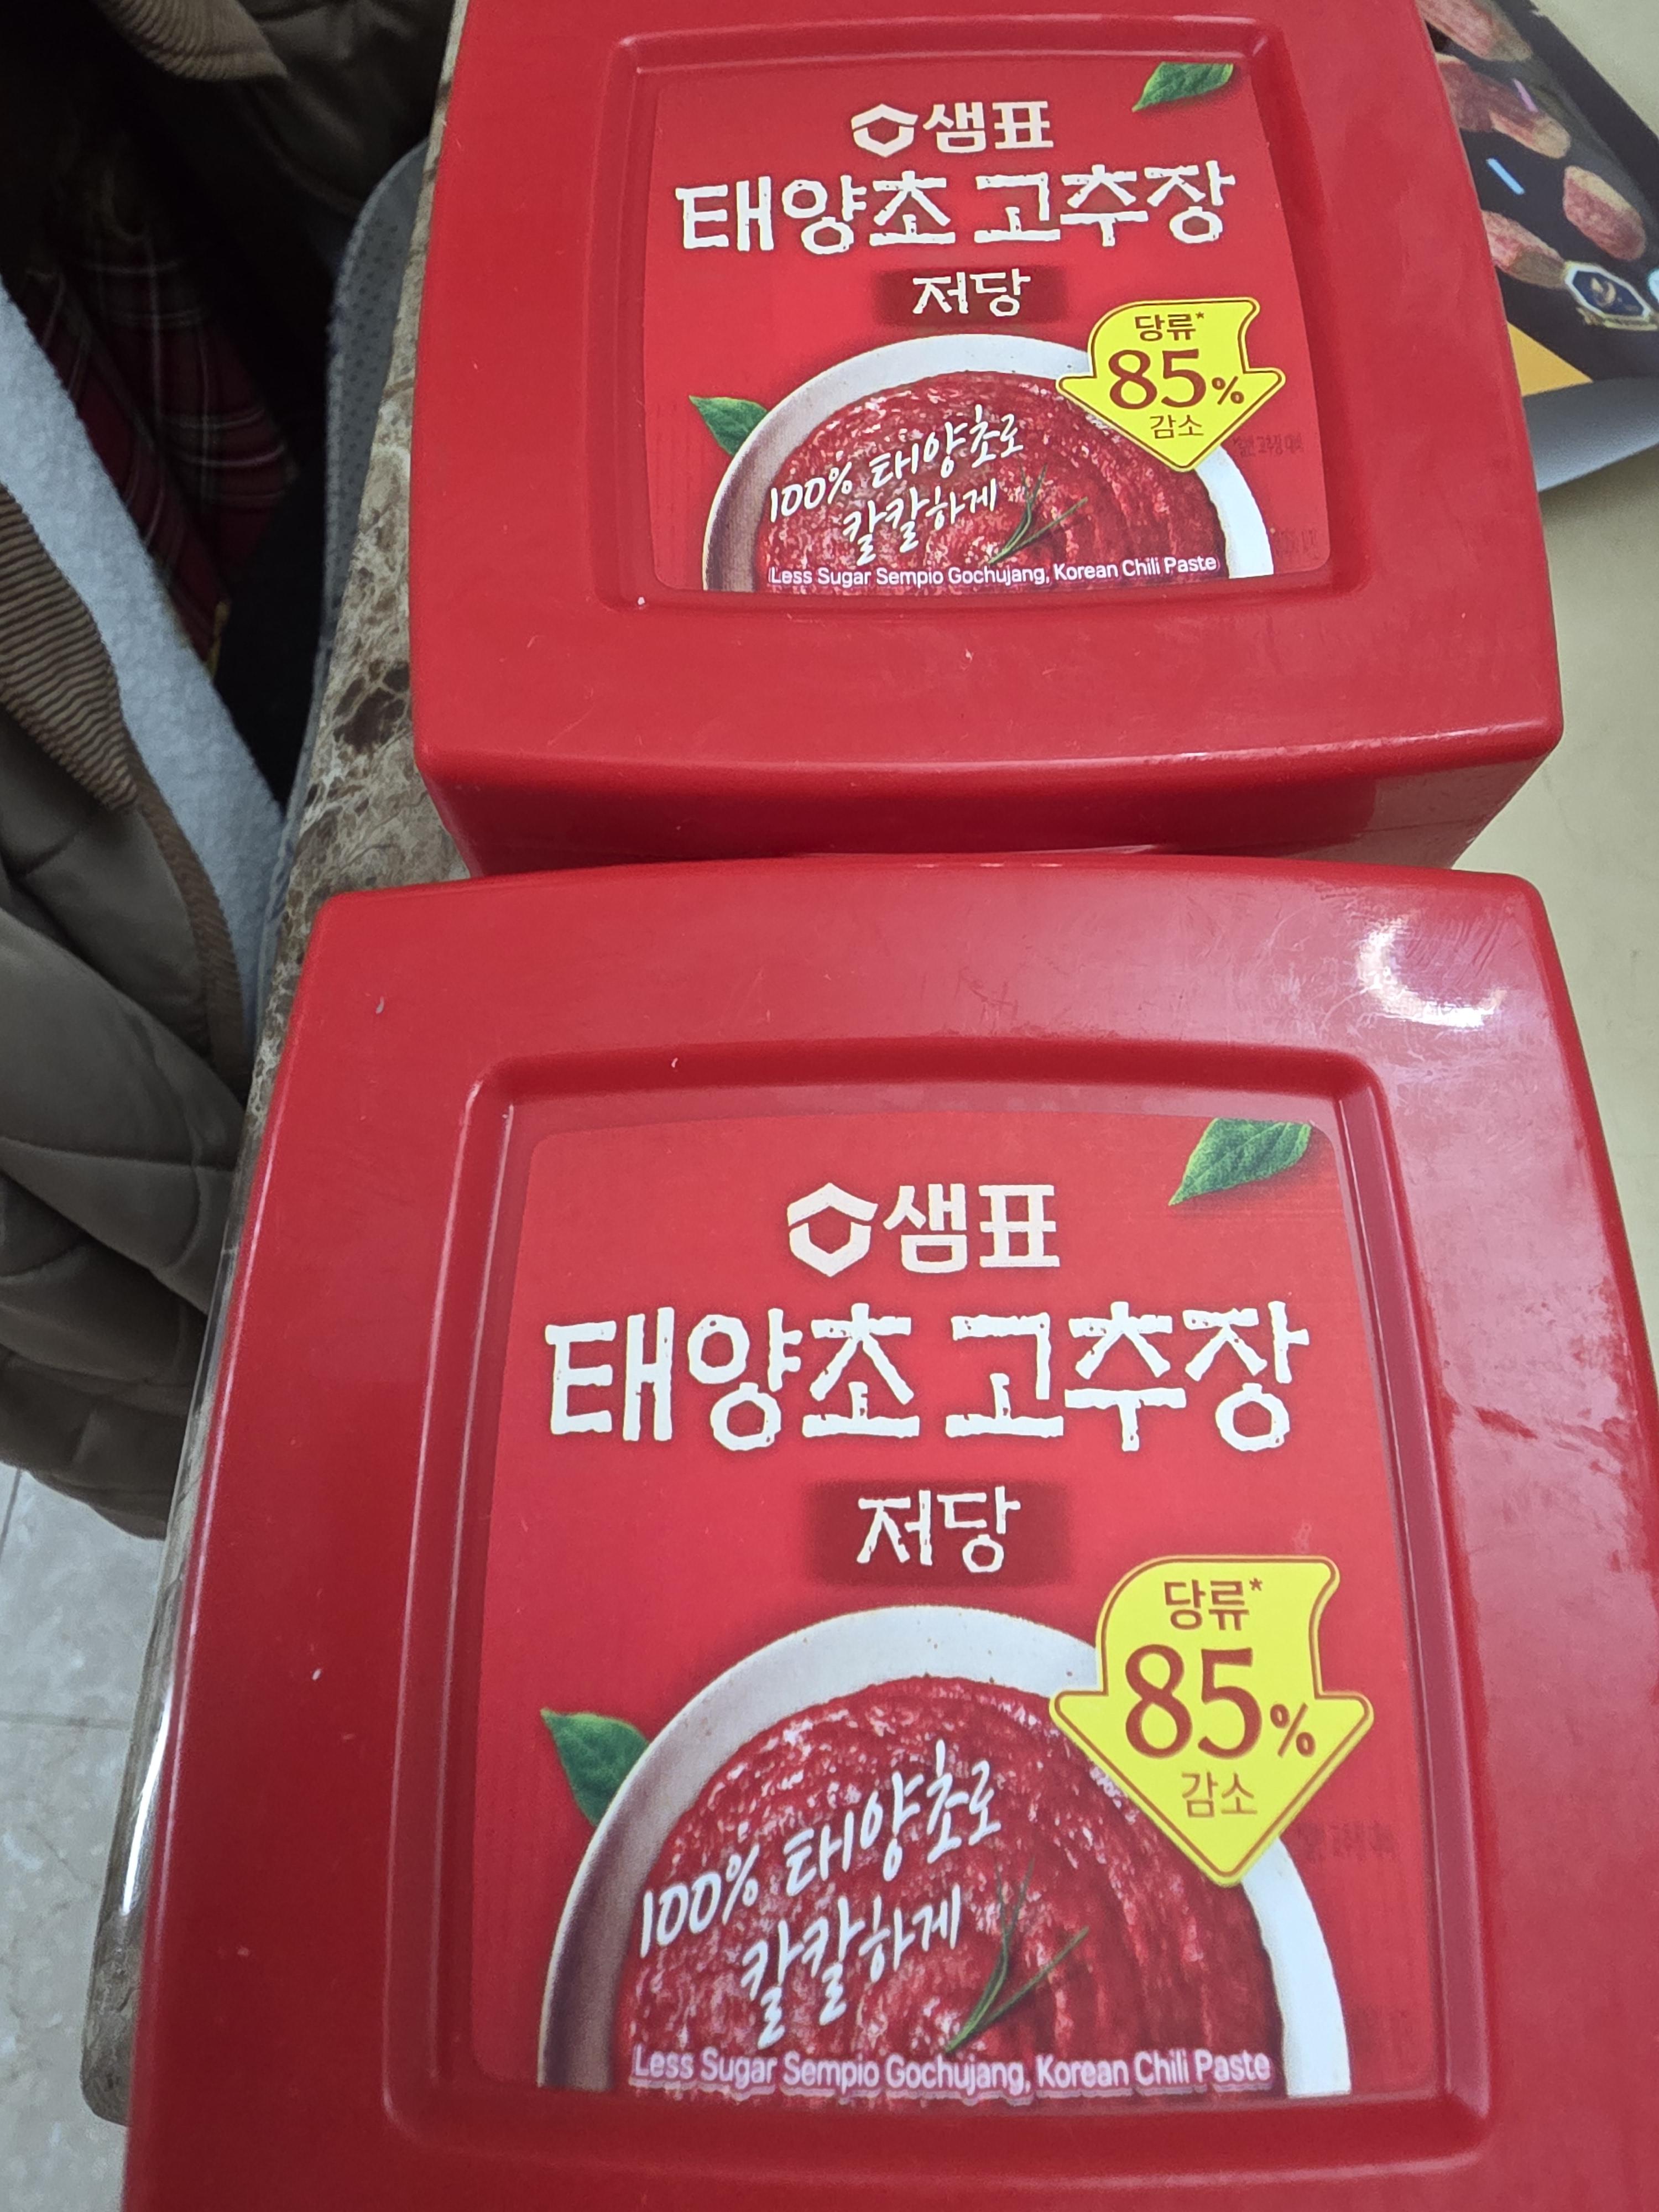 샘표
태양초 고추장
저당
당류*
85%
감소
100% 태양초로
칼칼하게
Less Sugar Sempio Gochujang, Korean Chili Paste
샘표
태양초 고추장
저당
당류*
85%
감소
100% 태양초로
칼칼하게
Less Sugar Sempio Gochujang, Korean Chili Paste